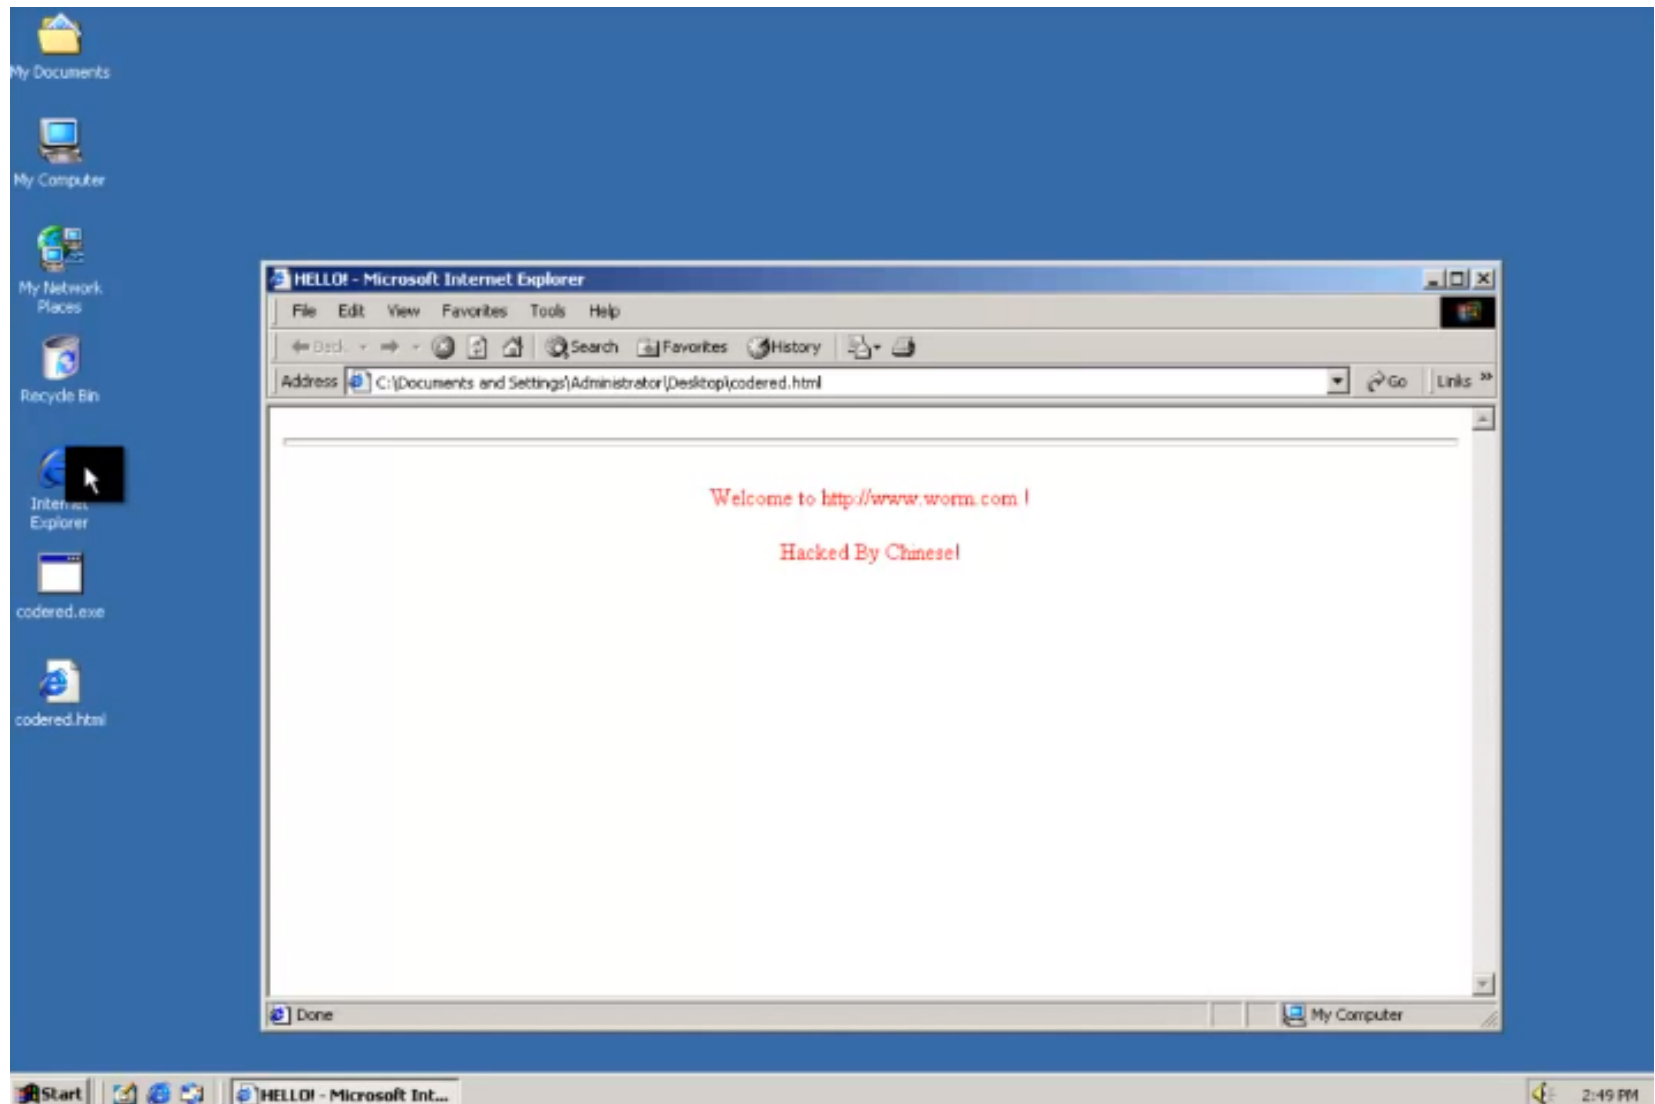 My Documents
My Computer
My Network
Places
Recycle Bin
Internet
Explorer
codered.exe
codered.html
HELLO! - Microsoft Internet Explorer
File Edit View Favorites Tools Help
Back Search Favorites History
Address C:\Documents and Settings\Administrator\Desktop\codered.html Go Links »
Welcome to http://www.worm.com !
Hacked By Chinese!
Done My Computer
Start HELLO! - Microsoft Int... 2:49 PM